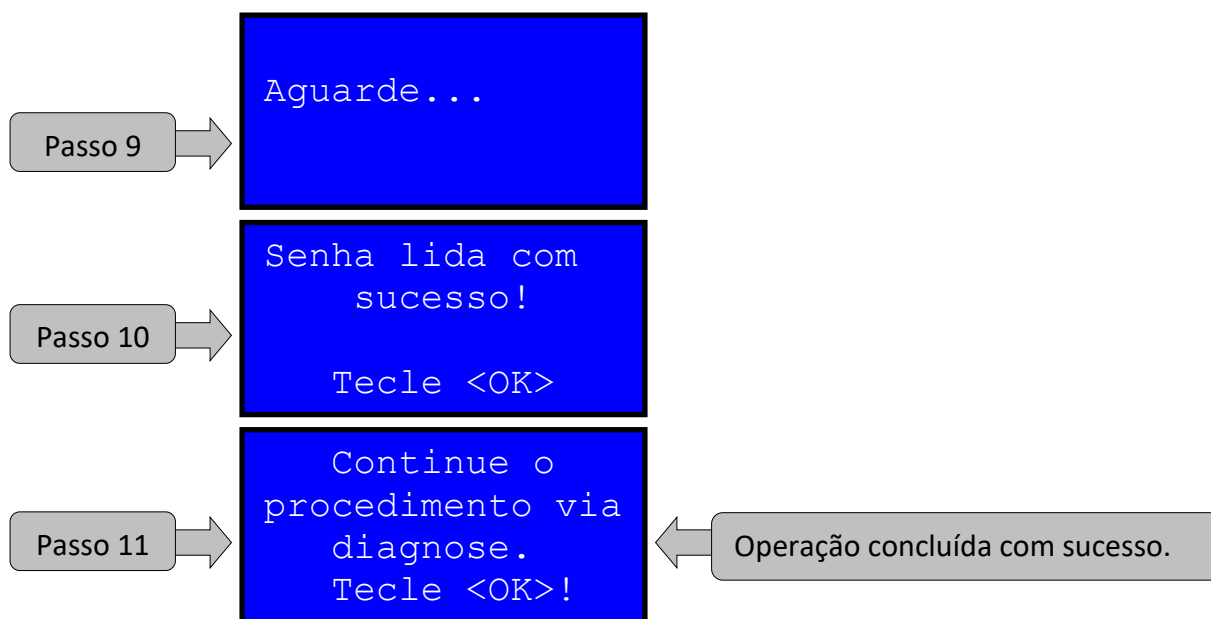 Aguarde...
Passo 9
Senha lida com
sucesso!
Passo 10
Tecle <OK>
Continue o
procedimento via
Passo 11
diagnose.
Operação concluída com sucesso.
Tecle <OK>!